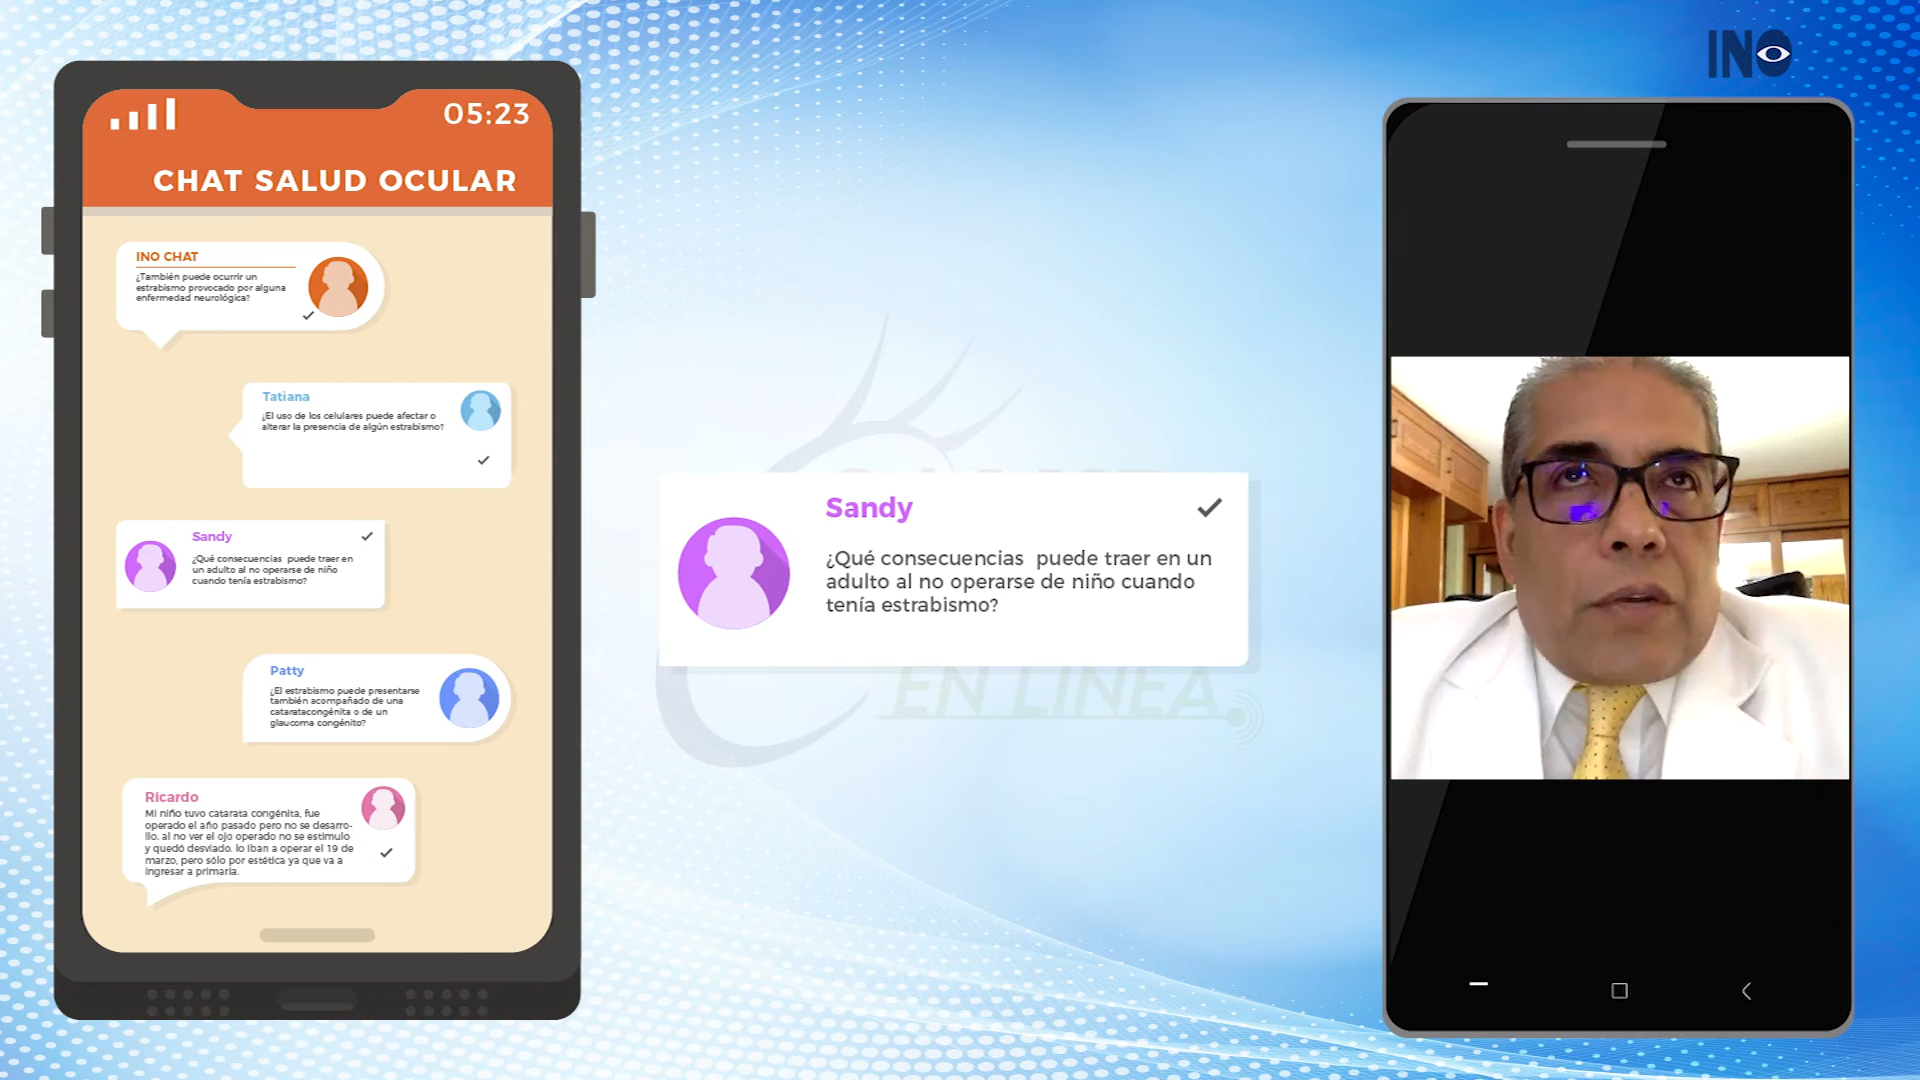 05:23
CHAT SALUD OCULAR
INO CHAT
¿También puede ocurrir un
estrabismo provocado por alguna
enfermedad neurológica?
Tatiana
¿El uso de los celulares puede afectar o
alterar la presencia de algún estrabismo?
Sandy
¿Qué consecuencias puede traer en
un adulto al no operarse de niño
cuando tenía estrabismo?
Patty
¿El estrabismo puede presentarse
también acompañado de una
cataratacongénita o de un
glaucoma congénito?
Ricardo
Mi niño tuvo catarata congénita, fue
operado el año pasado pero no se desarro-
llo. al no ver el ojo operado no se estimulo
y quedó desviado. lo iban a operar el 19 de
marzo, pero sólo por estética ya que va a
ingresar a primaria.
Sandy
¿Qué consecuencias puede traer en un
adulto al no operarse de niño cuando
tenía estrabismo?
EN LÍNEA
INO